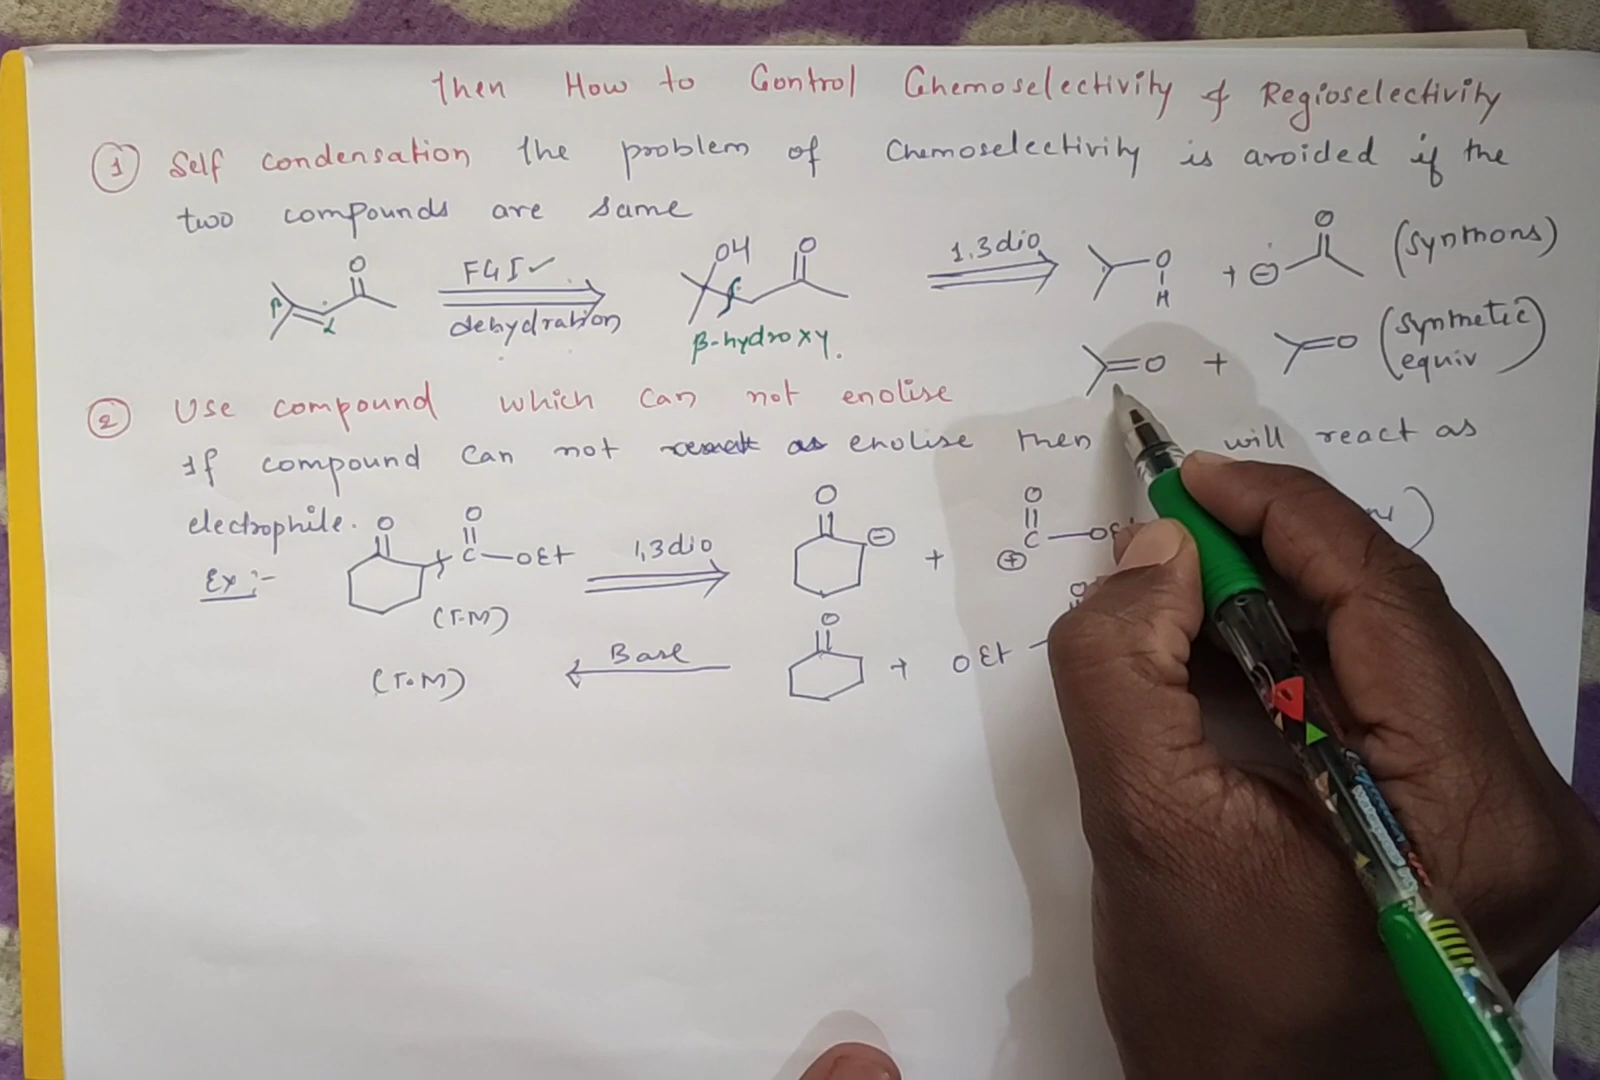 Then How to Control Chemoselectivity & Regioselectivity
① Self condensation the problem of Chemoselectivity is avoided if the
two compounds are same
O
β α
FGI✓
dehydration
OH O
β-hydroxy.
1,3 dio
O
H
+ ⊖ O (synthons)
=O + =O (synthetic equiv)
② Use compound which can not enolise
If compound can not enolise then will react as
electrophile.
Ex:-
O O
C-OEt
(T.M)
1,3 dio
O ⊖ + O
C ⊕
(T.M) Base O + OEt